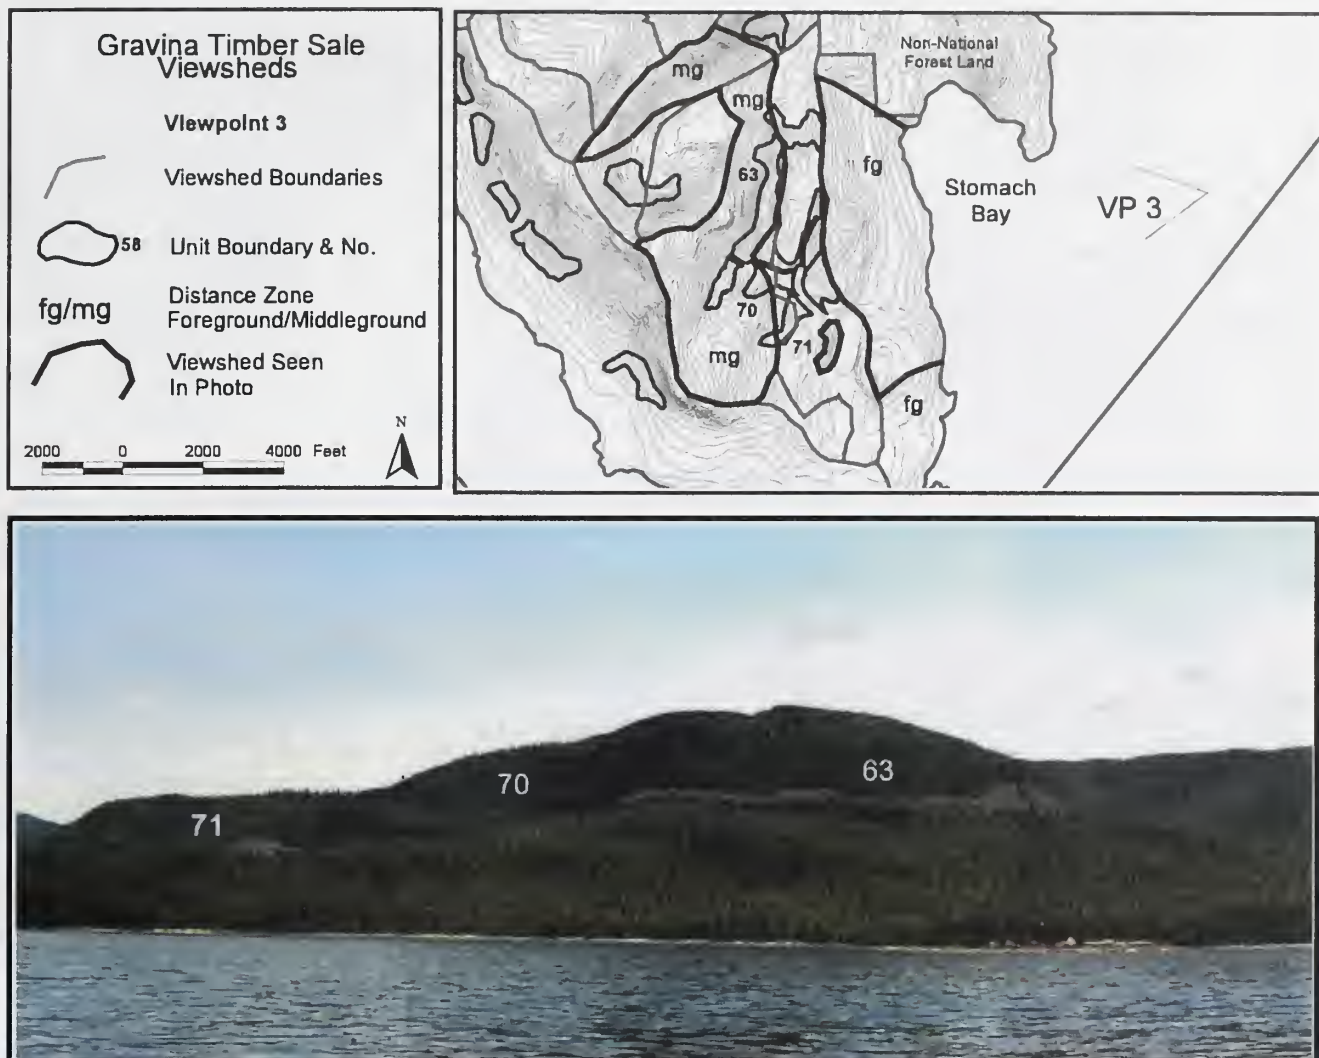 Gravina Timber Sale
Viewsheds
Viewpoint 3
Viewshed Boundaries
58 Unit Boundary & No.
fg/mg
Distance Zone
Foreground/Middleground
Viewshed Seen
In Photo
N
2000 0 2000 4000 Feet
Non-National
Forest Land
mg
mg
63
fg
Stomach
Bay
VP 3
70
mg
71
fg
71
70
63